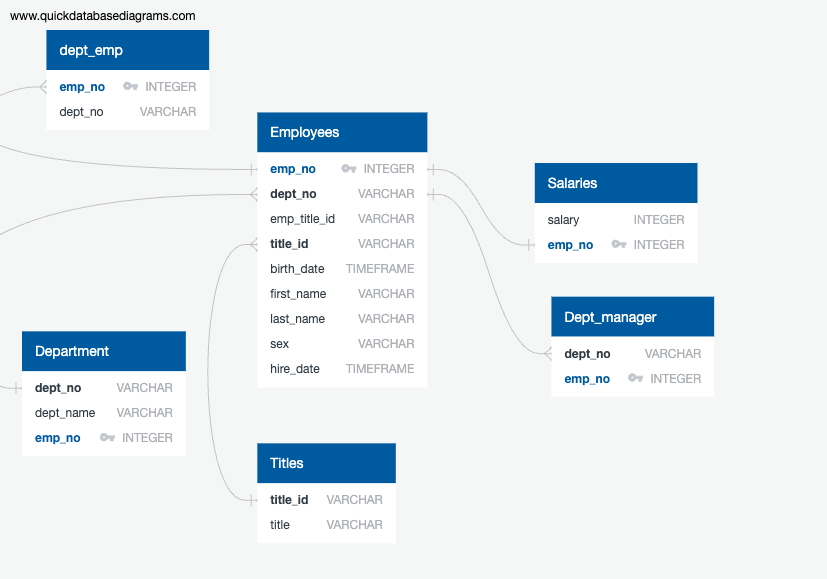 www.quickdatabasediagrams.com
dept_emp
emp_no INTEGER
dept_no VARCHAR
Employees
emp_no INTEGER
dept_no VARCHAR
emp_title_id VARCHAR
title_id VARCHAR
birth_date TIMEFRAME
first_name VARCHAR
last_name VARCHAR
sex VARCHAR
hire_date TIMEFRAME
Salaries
salary INTEGER
emp_no INTEGER
Dept_manager
dept_no VARCHAR
emp_no INTEGER
Department
dept_no VARCHAR
dept_name VARCHAR
emp_no INTEGER
Titles
title_id VARCHAR
title VARCHAR